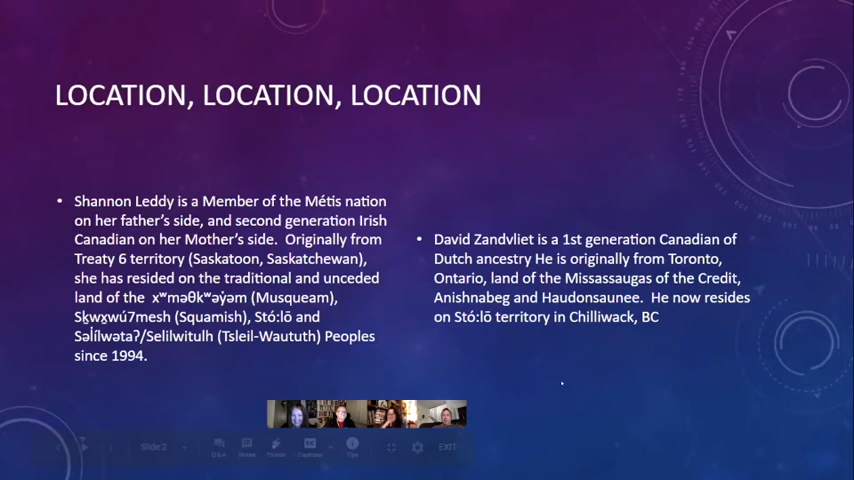 LOCATION, LOCATION, LOCATION
• Shannon Leddy is a Member of the Métis nation
on her father's side, and second generation Irish
Canadian on her Mother's side.  Originally from
Treaty 6 territory (Saskatoon, Saskatchewan),
she has resided on the traditional and unceded
land of the  xʷməθkʷəy̓əm (Musqueam),
Sḵwx̱wú7mesh (Squamish), Stó:lō and
Səl̓ílwətaʔ/Selilwitulh (Tsleil-Waututh) Peoples
since 1994.
• David Zandvliet is a 1st generation Canadian of
Dutch ancestry He is originally from Toronto,
Ontario, land of the Missassaugas of the Credit,
Anishnabeg and Haudonsaunee.  He now resides
on Stó:lō territory in Chilliwack, BC
Slide 2
Q&A
Notes
Pointer
Captions
Tips
EXIT